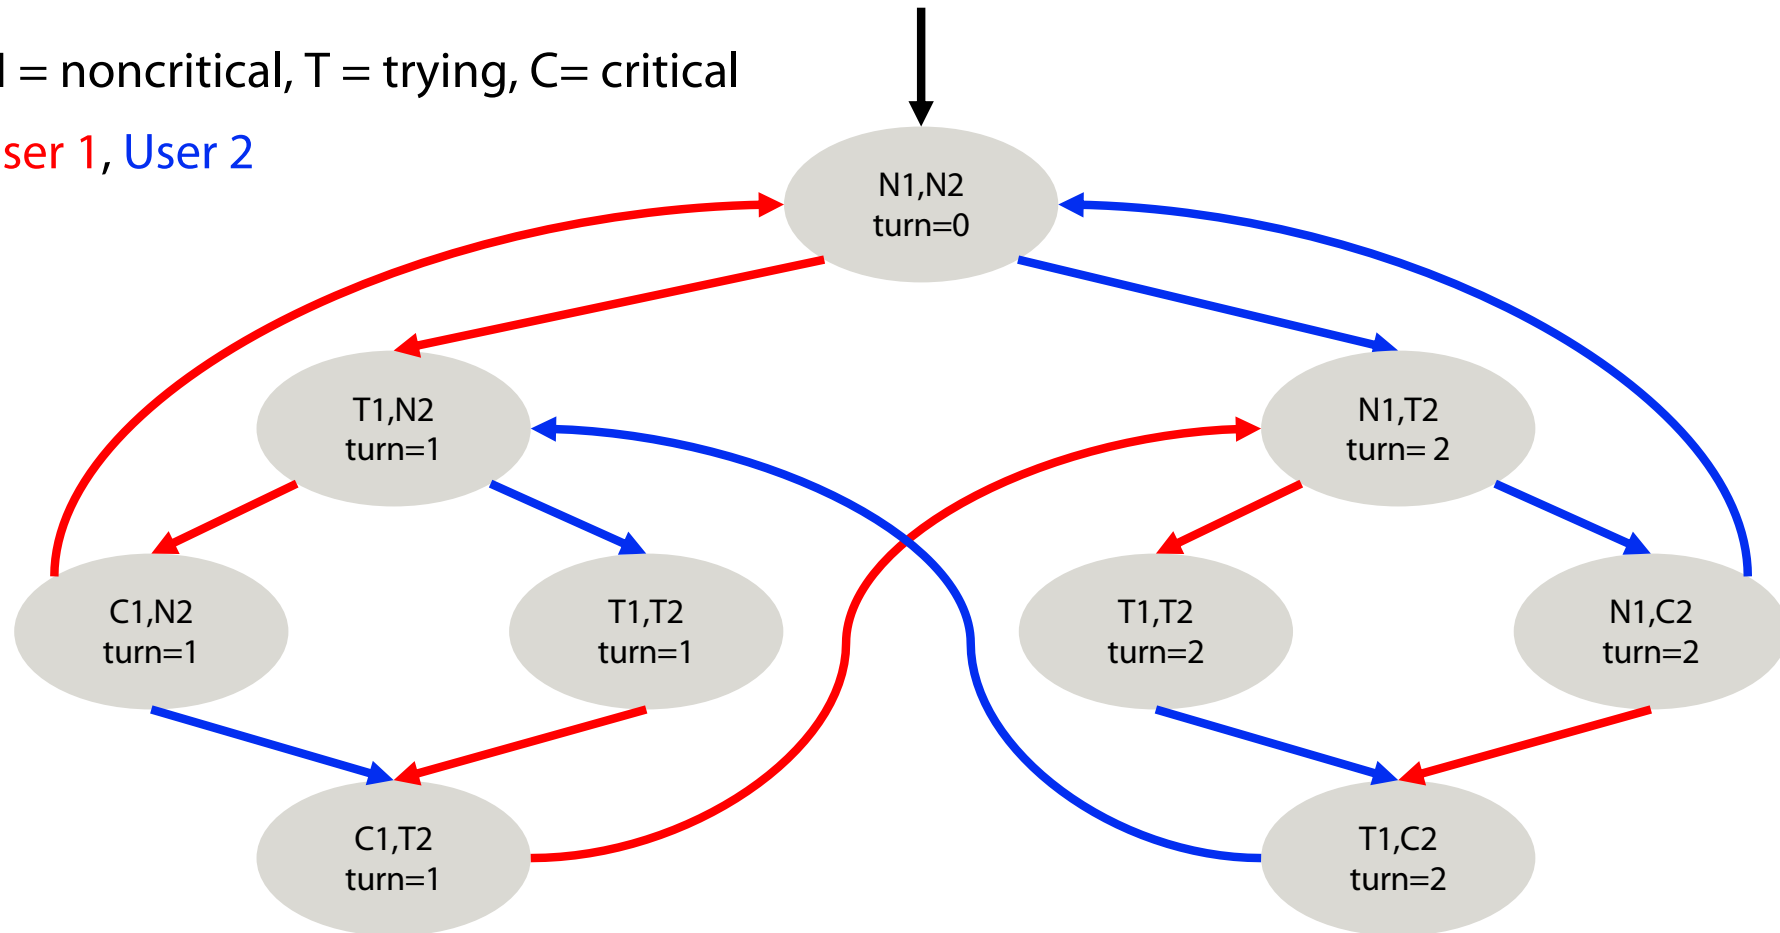 = noncritical, T = trying, C= critical
ser 1, User 2
N1,N2
turn=0
T1,N2
turn=1
N1,T2
turn= 2
C1,N2
turn=1
T1,T2
turn=1
T1,T2
turn=2
N1,C2
turn=2
C1,T2
turn=1
T1,C2
turn=2